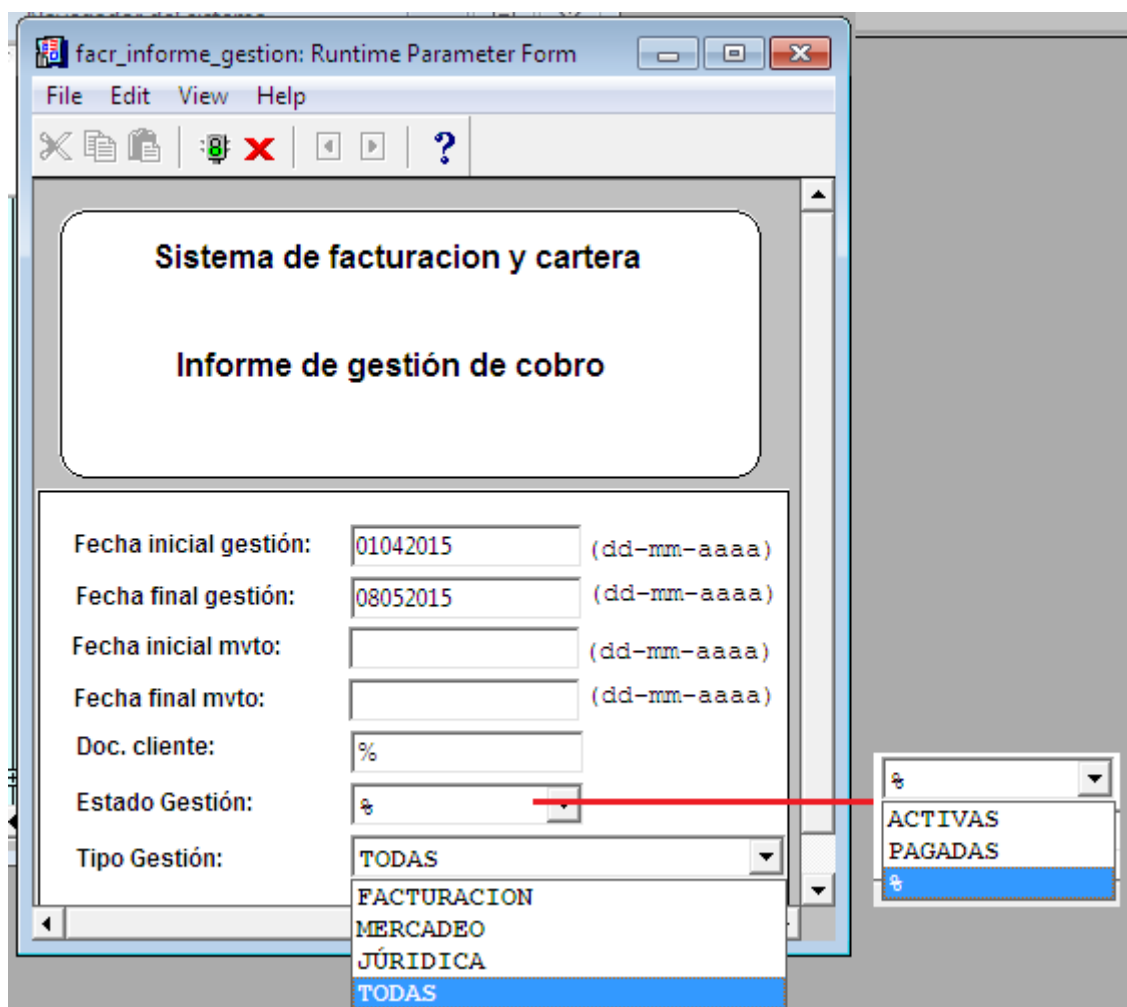 facr_informe_gestion: Runtime Parameter Form
File Edit View Help
Sistema de facturacion y cartera
Informe de gestión de cobro
Fecha inicial gestión: 01042015 (dd-mm-aaaa)
Fecha final gestión: 08052015 (dd-mm-aaaa)
Fecha inicial mvto: (dd-mm-aaaa)
Fecha final mvto: (dd-mm-aaaa)
Doc. cliente: %
Estado Gestión: %
%
ACTIVAS
PAGADAS
%
Tipo Gestión: TODAS
FACTURACION
MERCADEO
JÚRIDICA
TODAS